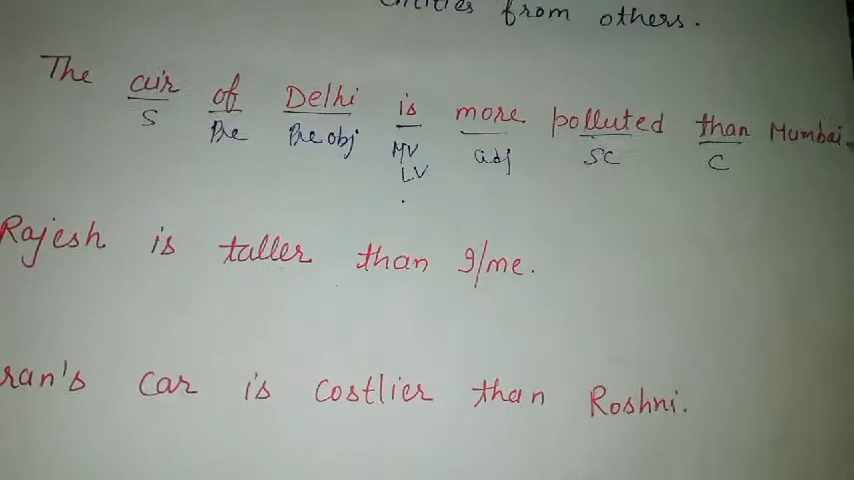 from others.
The air of Delhi is more polluted than Mumbai.
S Pre Pre obj MV adj SC C
LV
Rajesh is taller than I/me.
ran's car is costlier than Roshni.